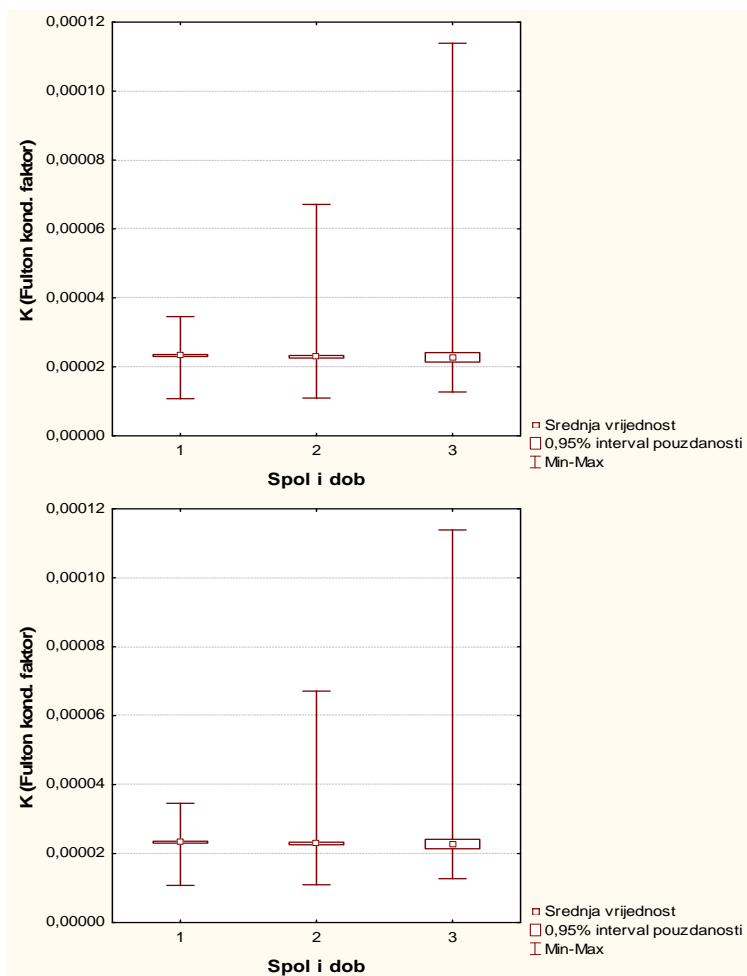 0,00012
0,00010
0,00008
0,00006
0,00004
0,00002
0,00000
K (Fulton kond. faktor)
1 2 3
Spol i dob
Srednja vrijednost
0,95% interval pouzdanosti
Min-Max
0,00012
0,00010
0,00008
0,00006
0,00004
0,00002
0,00000
K (Fulton kond. faktor)
1 2 3
Spol i dob
Srednja vrijednost
0,95% interval pouzdanosti
Min-Max